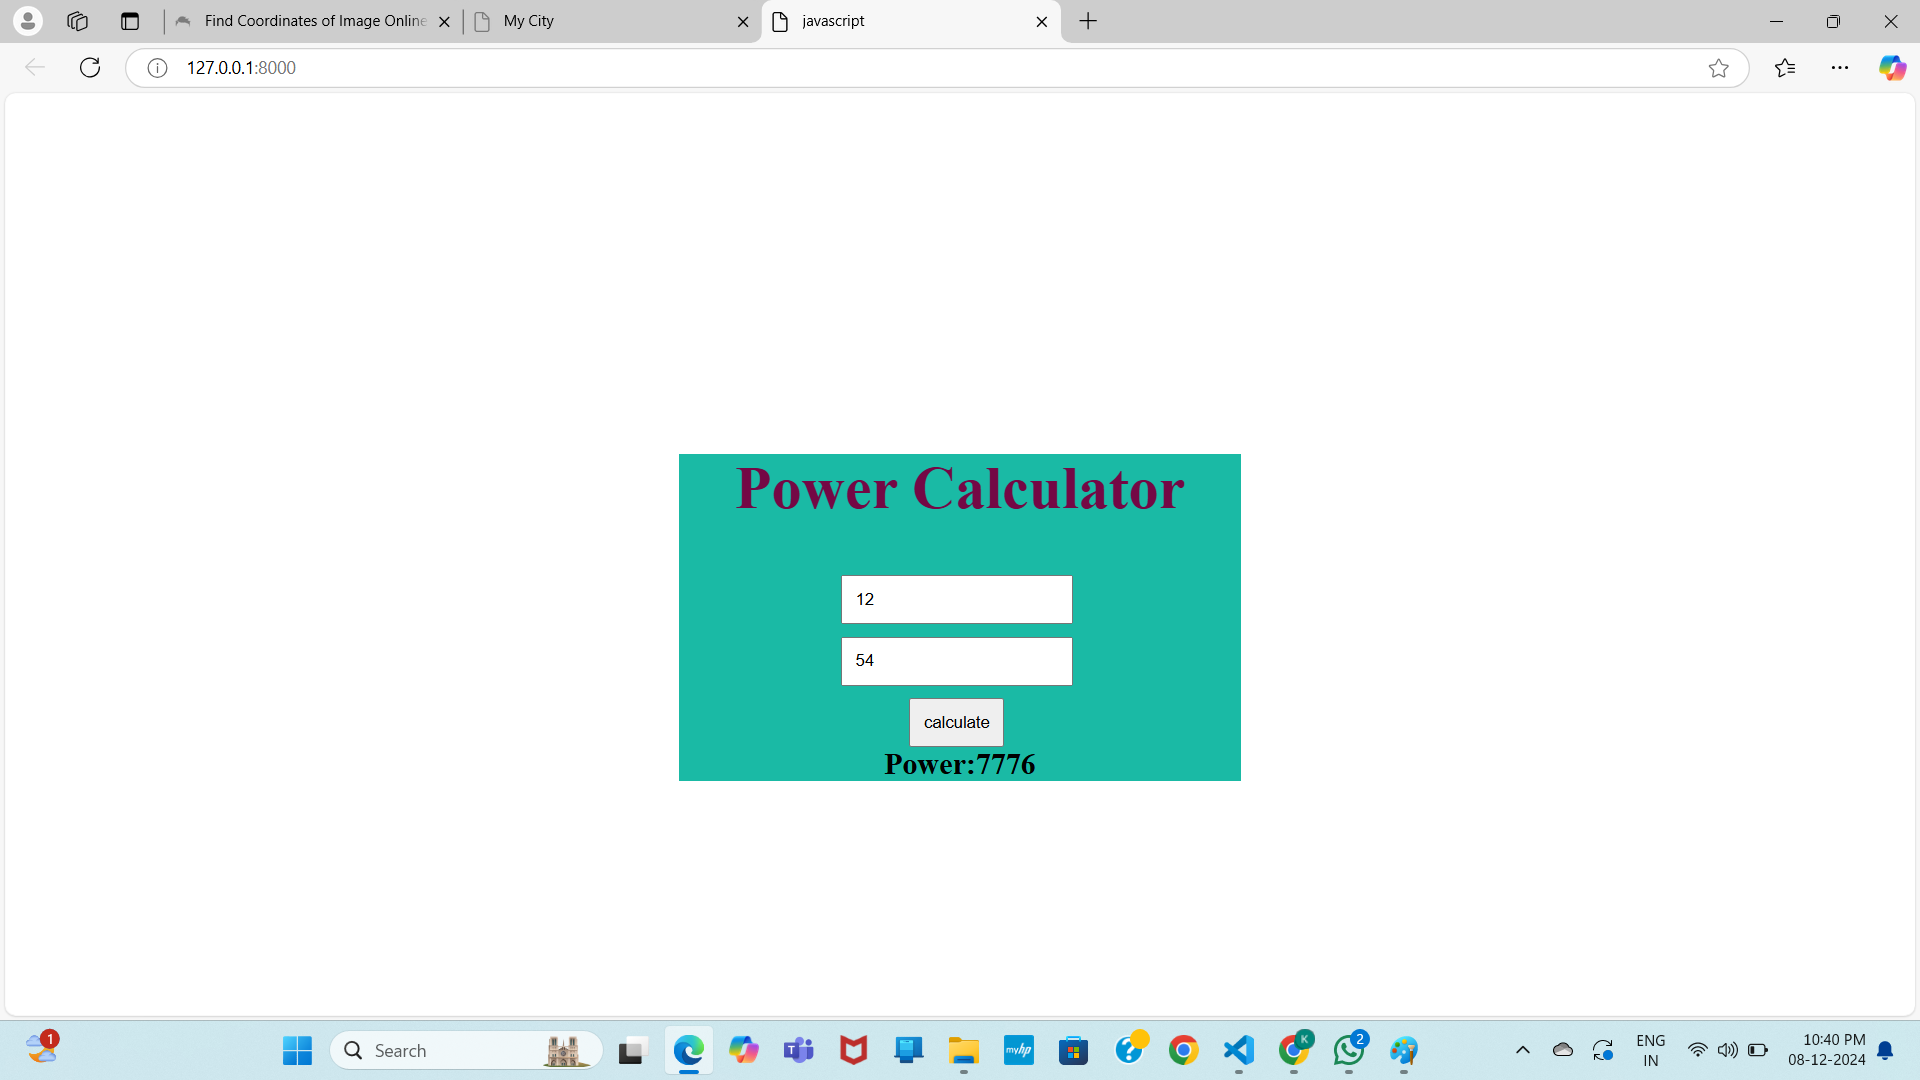 Find Coordinates of Image Online
My City
javascript
127.0.0.1:8000
Power Calculator
12
54
calculate
Power:7776
1
Search
myhp
K
2
ENG
IN
10:40 PM
08-12-2024